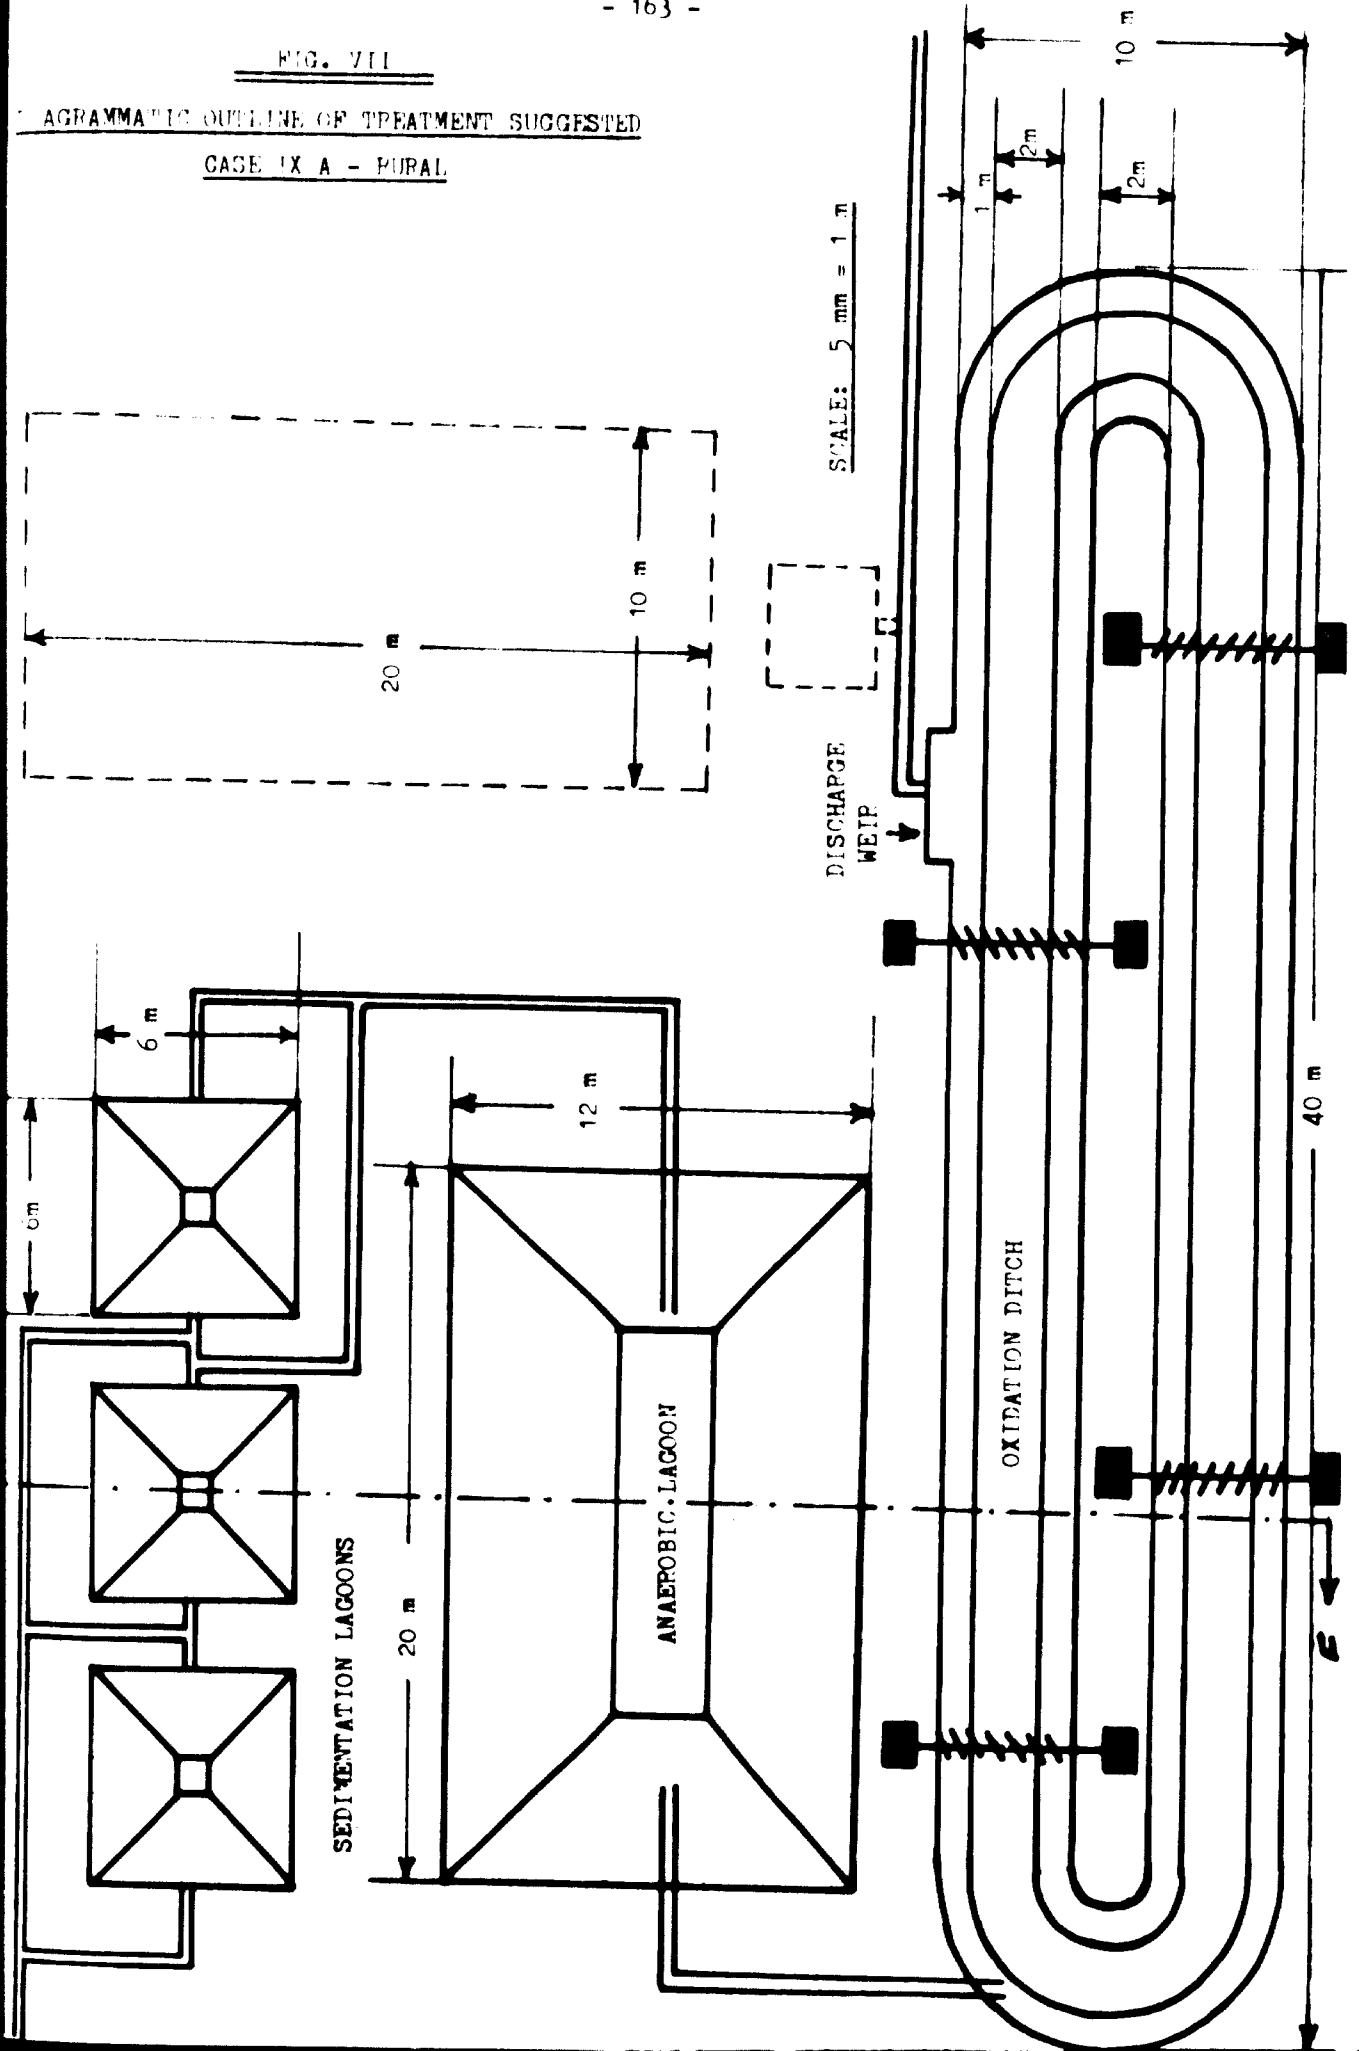 - 163 -
FIG. VII
AGRAMMATIC OUTLINE OF TREATMENT SUGGESTED
CASE IX A - RURAL
10 m
2m
1 m
2m
SCALE: 5 mm = 1 m
10 m
20 m
DISCHARGE
WEIR
6 m
6m
12 m
SEDIMENTATION LAGOONS
20 m
ANAEROBIC.LAGOON
OXIDATION DITCH
40 m